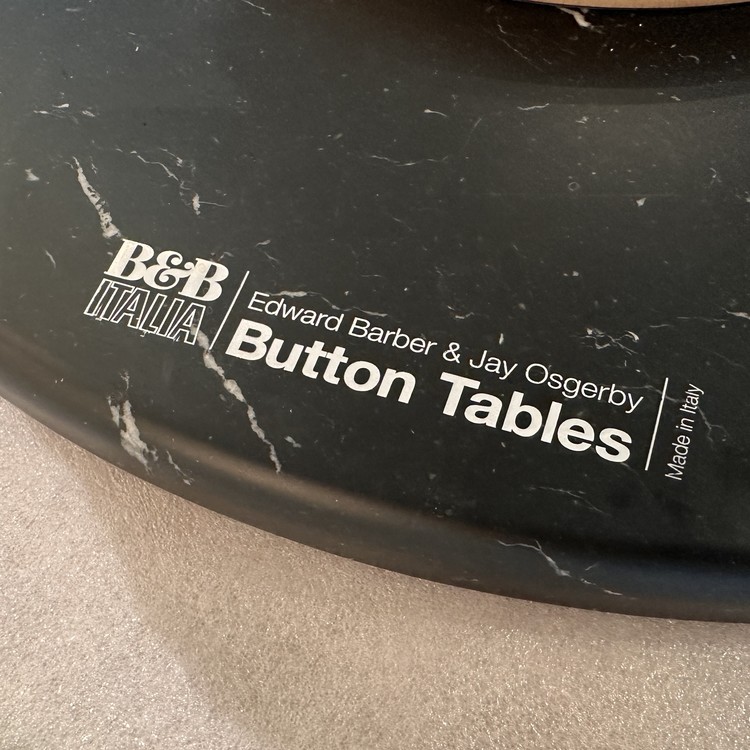 B&B
ITALIA
Edward Barber & Jay Osgerby
Button Tables
Made in Italy